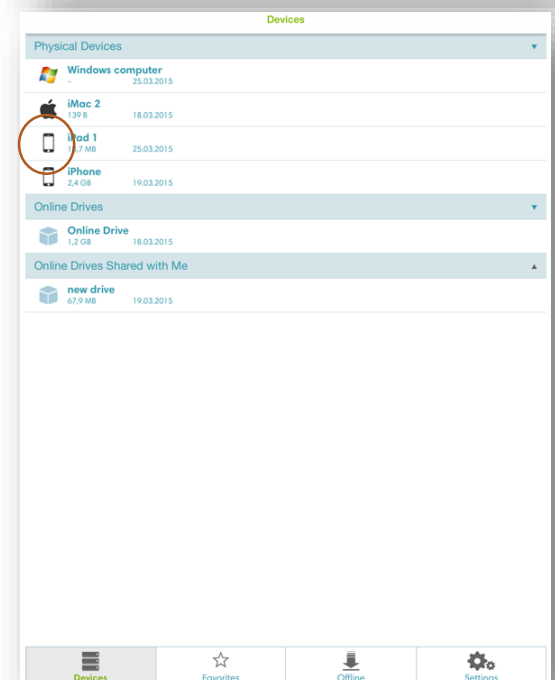 Devices
Physical Devices
Windows computer
- 25.03.2015
iMac 2
139 B 18.03.2015
iPad 1
MB 25.03.2015
iPhone
2,4 GB 19.03.2015
Online Drives
Online Drive
1,2 GB 18.03.2015
Online Drives Shared with Me
new drive
67,9 MB 19.03.2015
Devices Favorites Offline Settings